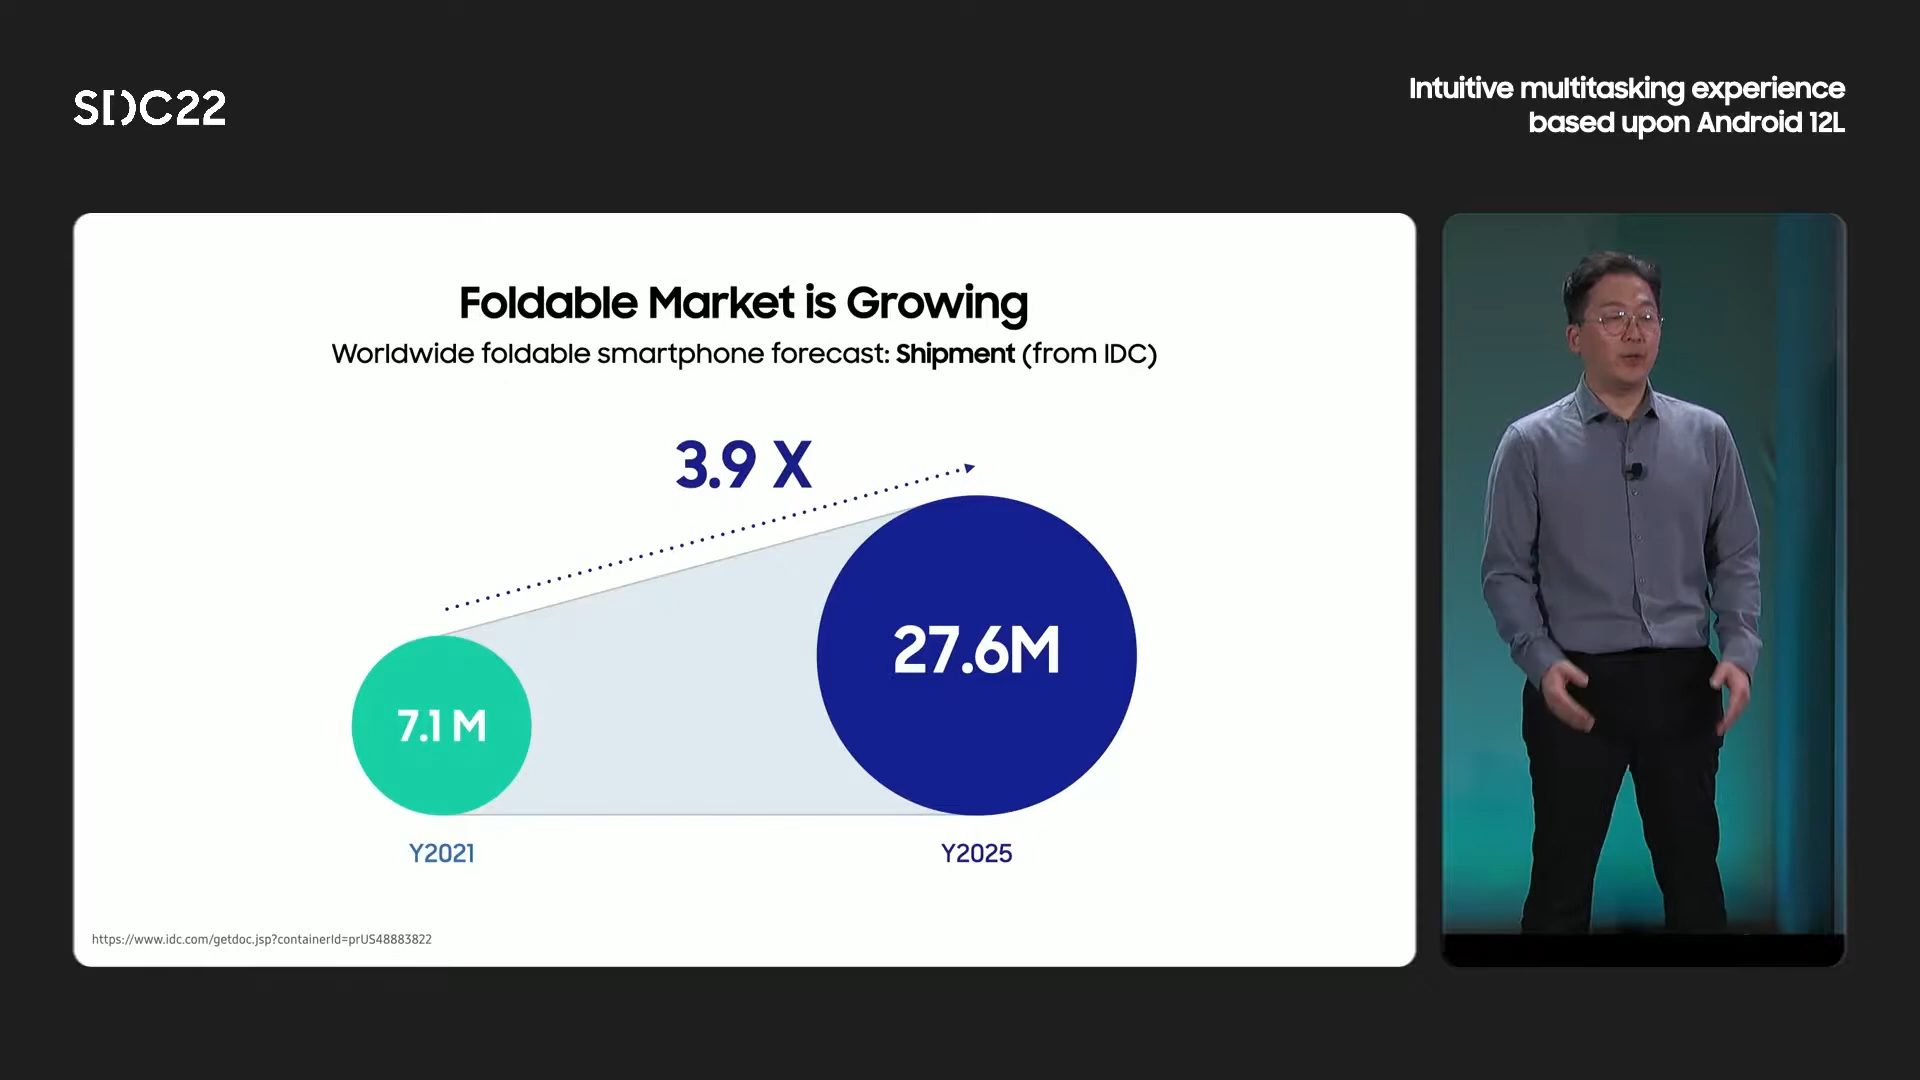 SDC22
Intuitive multitasking experience
based upon Android 12L
Foldable Market is Growing
Worldwide foldable smartphone forecast: Shipment (from IDC)
3.9 X
27.6M
7.1 M
Y2021
Y2025
https://www.idc.com/getdoc.jsp?containerId=prUS48883822